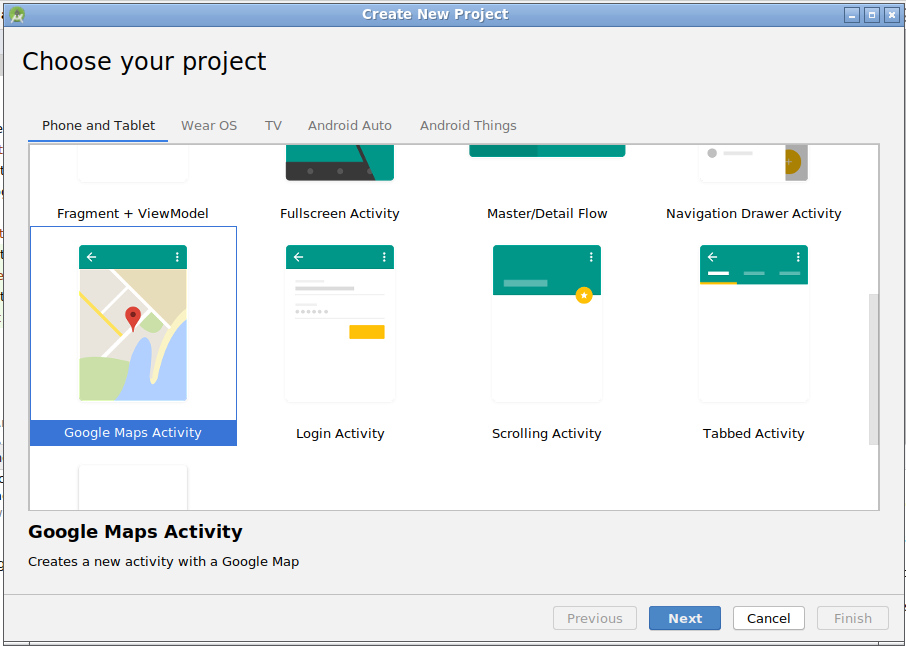 Create New Project
Choose your project
Phone and Tablet Wear OS TV Android Auto Android Things
Fragment + ViewModel Fullscreen Activity Master/Detail Flow Navigation Drawer Activity
Google Maps Activity Login Activity Scrolling Activity Tabbed Activity
Google Maps Activity
Creates a new activity with a Google Map
Previous Next Cancel Finish